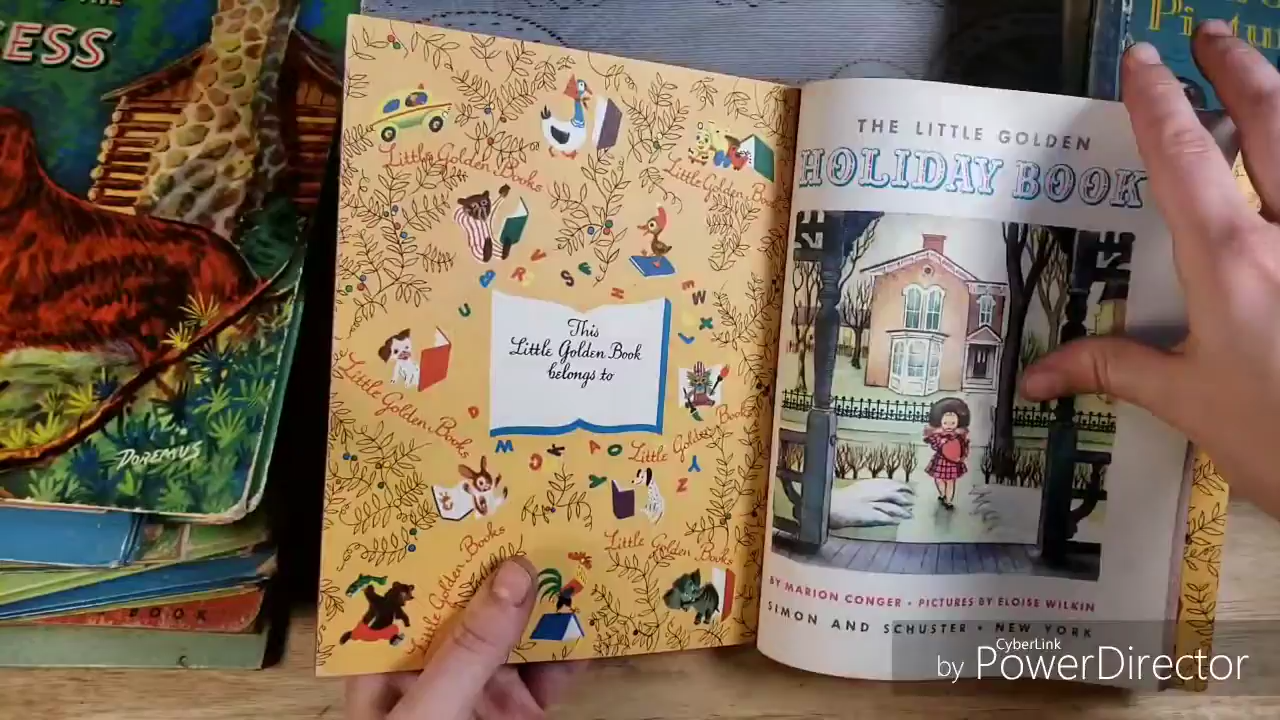 ESS
DOREMUS
BOOK
Little Golden Books
Little Golden Bo
This
Little Golden Book
belongs to
Little Golden Books
Little Golden Books
Little Golden Books
Little Golden Books
THE LITTLE GOLDEN
HOLIDAY BOOK
BY MARION CONGER • PICTURES BY ELOISE WILKIN
SIMON AND SCHUSTER • NEW YORK
Pictu
CyberLink
by PowerDirector